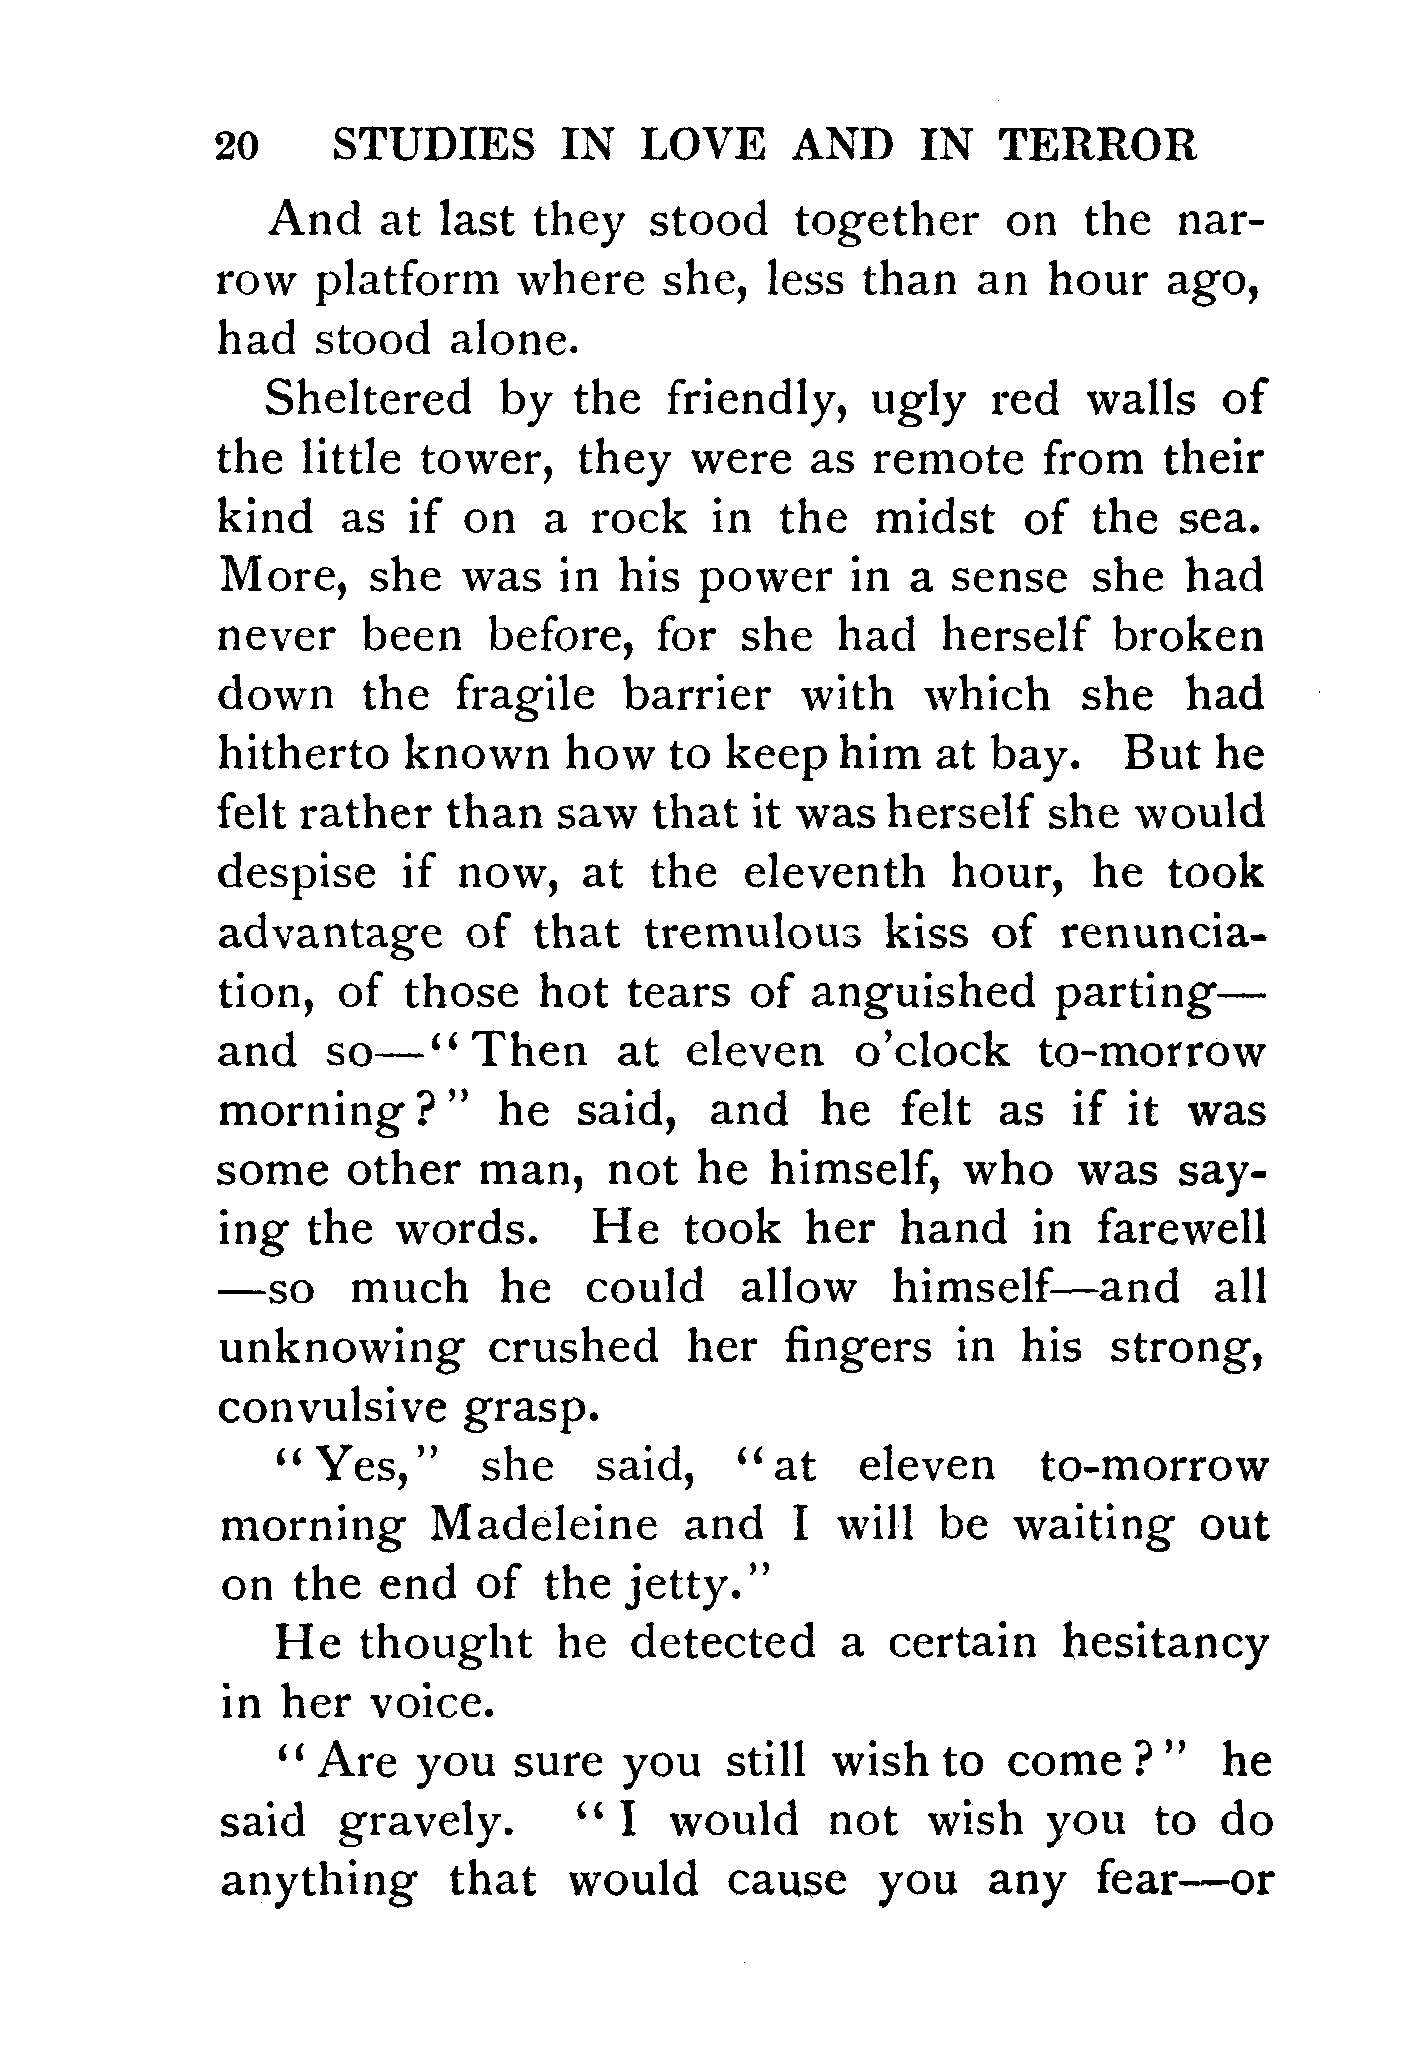 20 STUDIES IN LOVE AND IN TERROR
And at last they stood together on the nar-
row platform where she, less than an hour ago,
had stood alone.
Sheltered by the friendly, ugly red walls of
the little tower, they were as remote from their
kind as if on a rock in the midst of the sea.
More, she was in his power in a sense she had
never been before, for she had herself broken
down the fragile barrier with which she had
hitherto known how to keep him at bay. But he
felt rather than saw that it was herself she would
despise if now, at the eleventh hour, he took
advantage of that tremulous kiss of renuncia-
tion, of those hot tears of anguished parting—
and so—“Then at eleven o’clock to-morrow
morning?” he said, and he felt as if it was
some other man, not he himself, who was say-
ing the words. He took her hand in farewell
—so much he could allow himself—and all
unknowing crushed her fingers in his strong,
convulsive grasp.
“Yes,” she said, “at eleven to-morrow
morning Madeleine and I will be waiting out
on the end of the jetty.”
He thought he detected a certain hesitancy
in her voice.
“Are you sure you still wish to come?” he
said gravely. “I would not wish you to do
anything that would cause you any fear—or